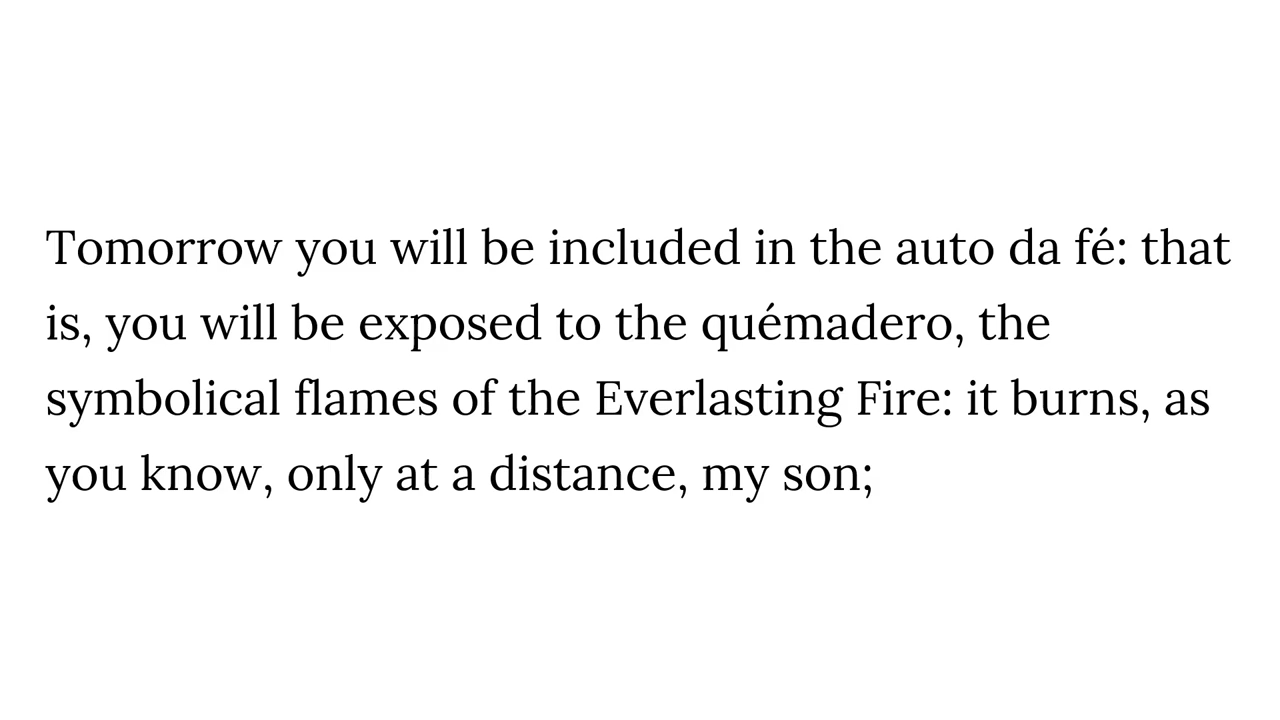 Tomorrow you will be included in the auto da fé: that
is, you will be exposed to the quémadero, the
symbolical flames of the Everlasting Fire: it burns, as
you know, only at a distance, my son;